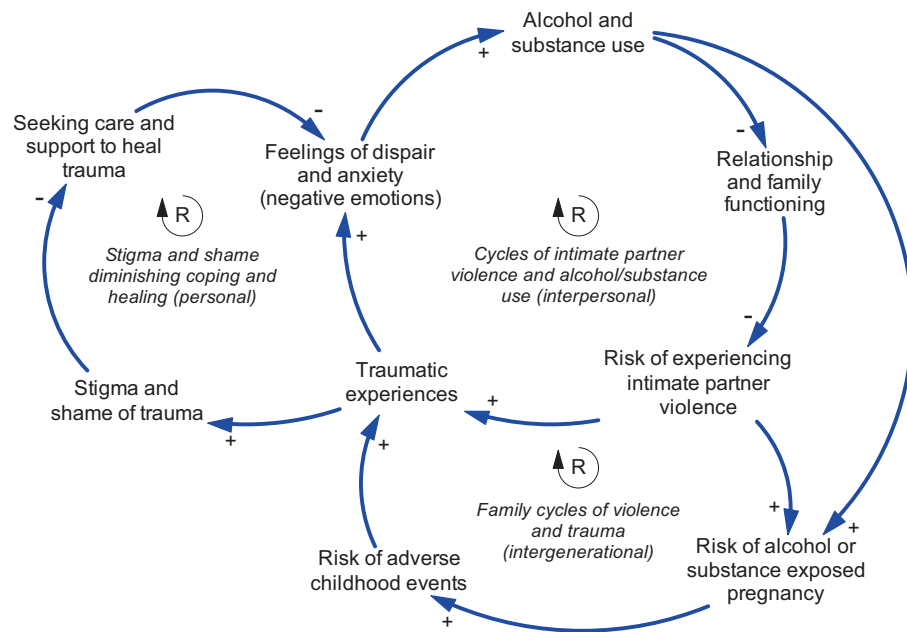 Alcohol and
substance use
+
-
Seeking care and
support to heal
trauma
-
Feelings of dispair
and anxiety
(negative emotions)
-
Relationship
and family
functioning
R
Stigma and shame
diminishing coping and
healing (personal)
+
R
Cycles of intimate partner
violence and alcohol/substance
use (interpersonal)
-
Traumatic
experiences
Risk of experiencing
intimate partner
violence
Stigma and
shame of trauma
+
+
+
R
Family cycles of violence
and trauma
(intergenerational)
+
+
Risk of adverse
childhood events
Risk of alcohol or
substance exposed
pregnancy
+